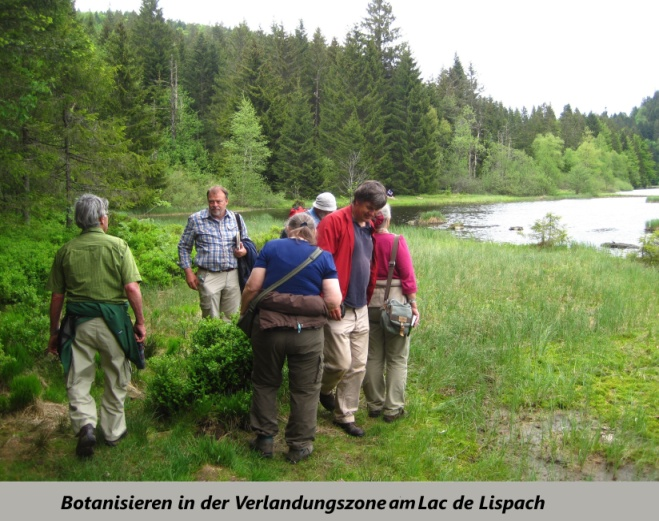 Botanisieren in der Verlandungszone am Lac de Lispach